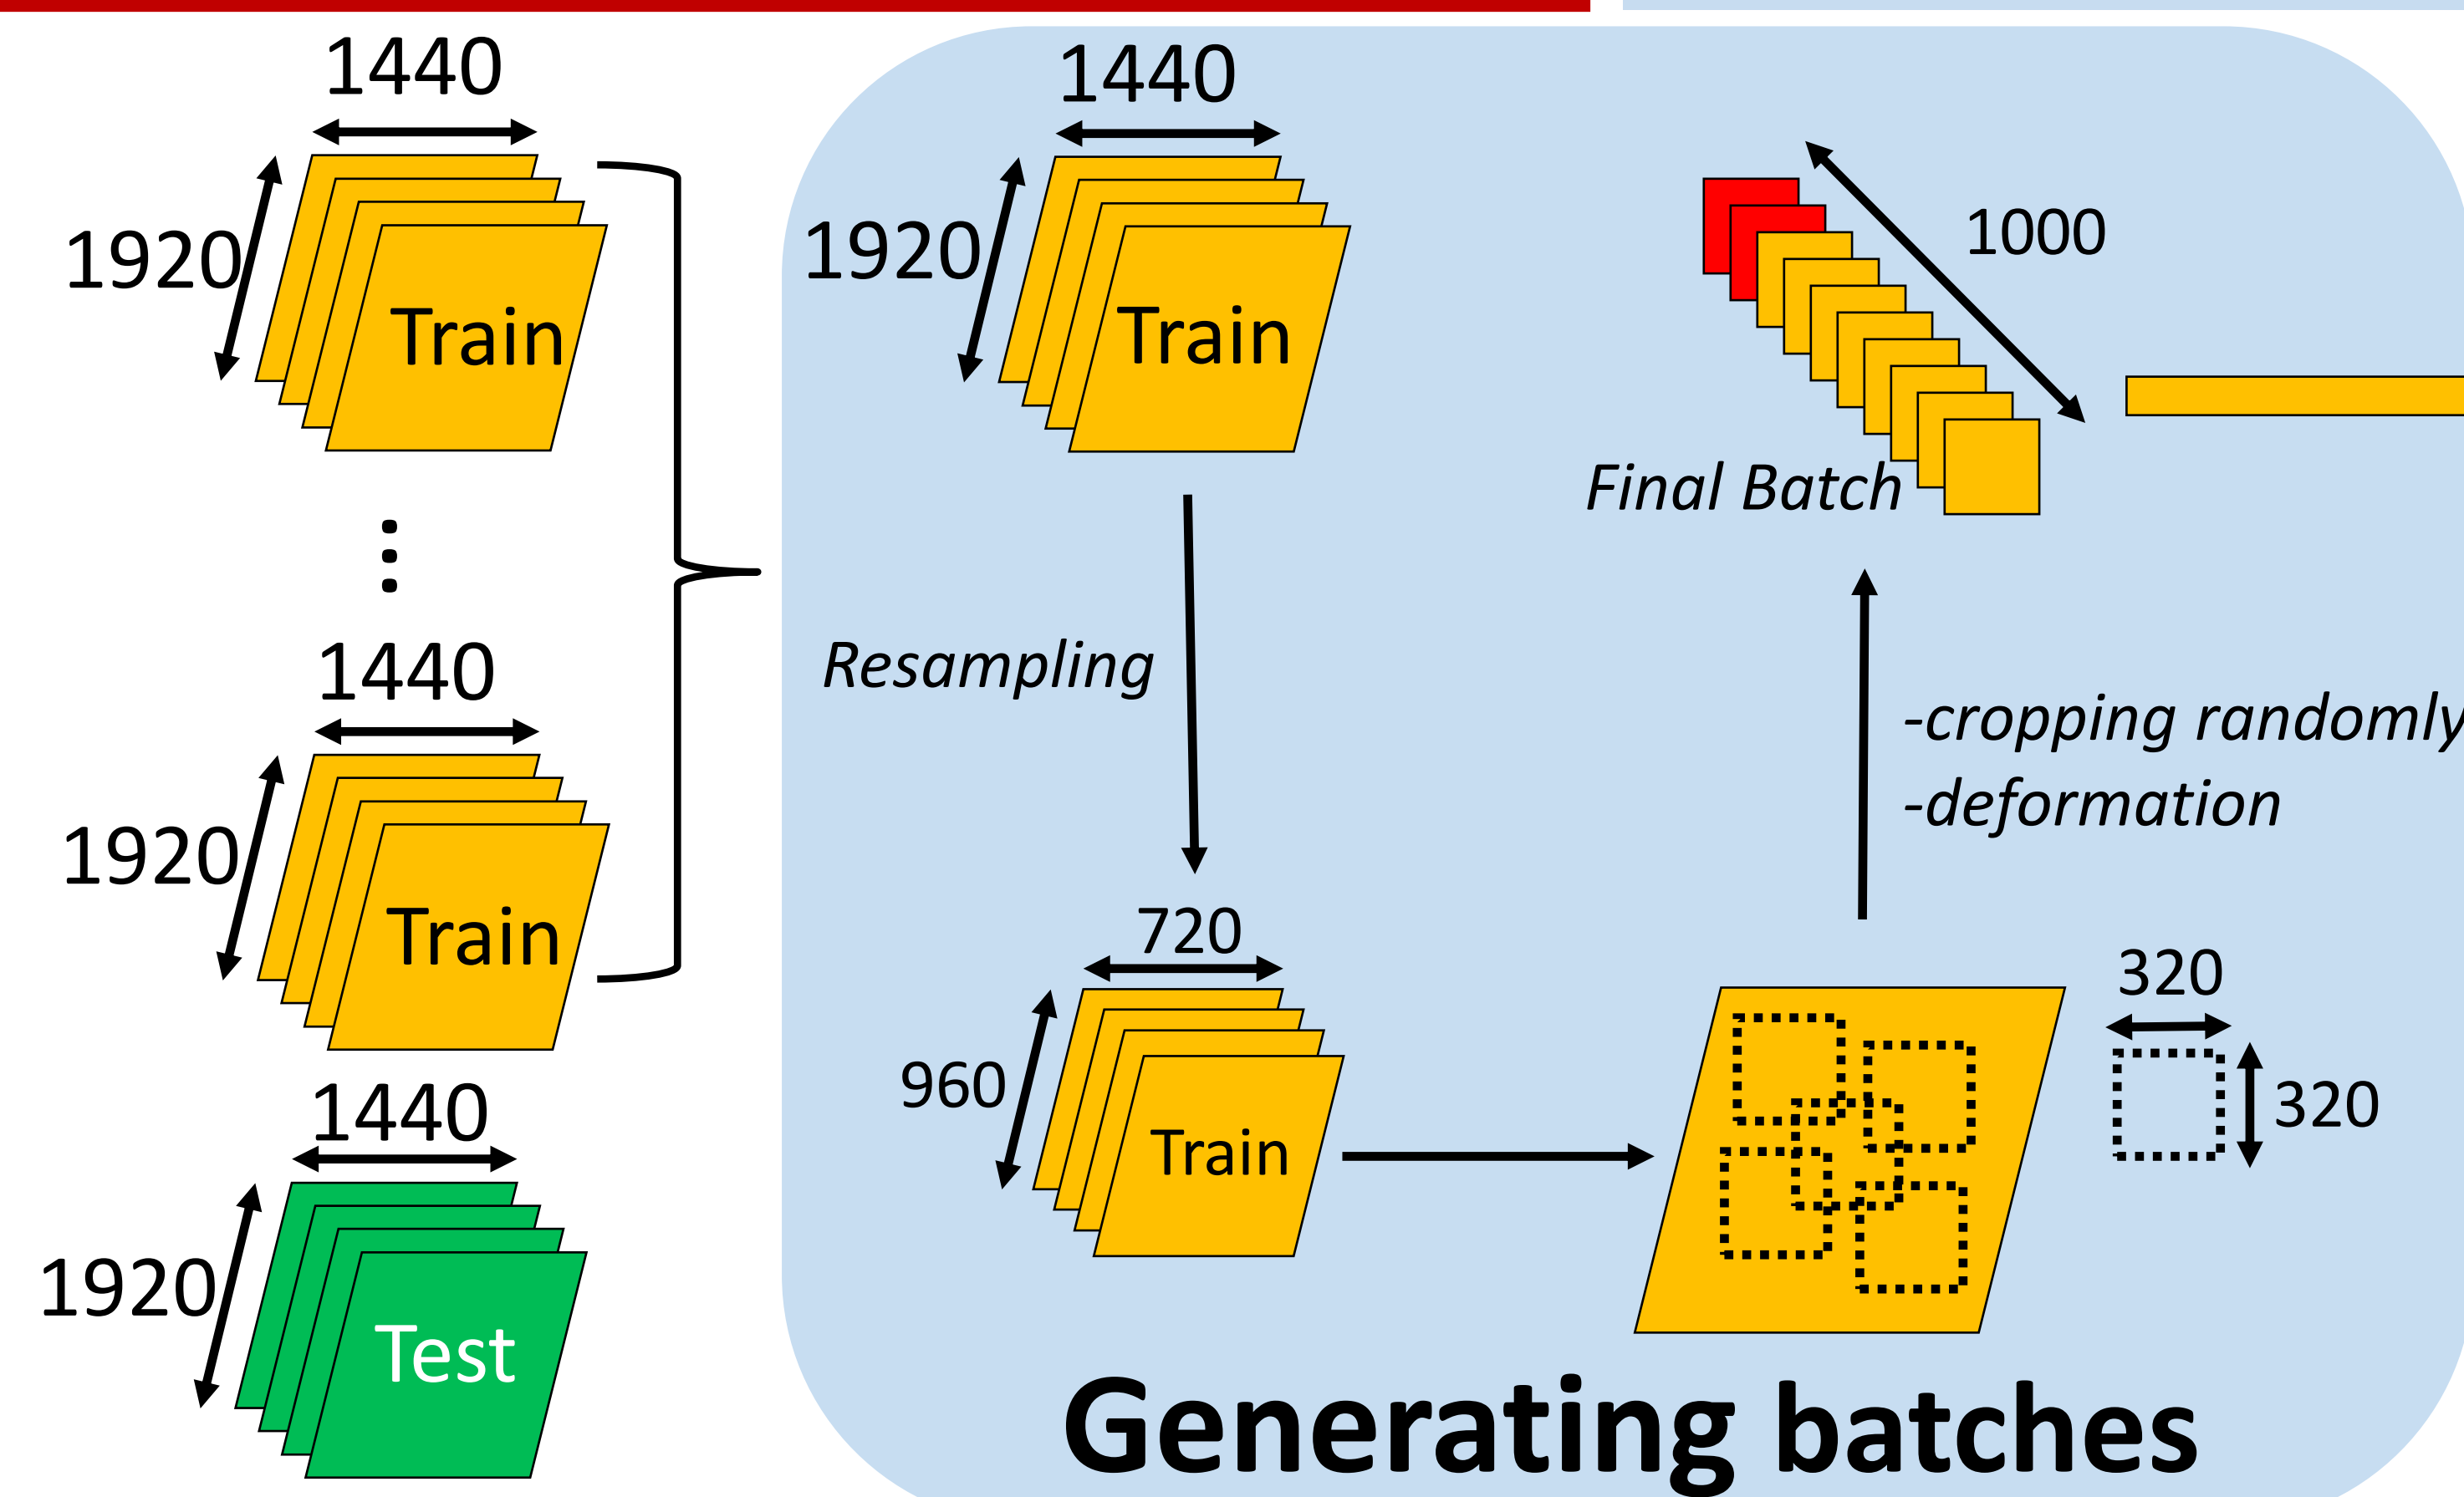 1440
1920
Train
1440
1920
Train
1440
1920
Test
1440
1920
Train
Resampling
720
960
Train
1000
Final Batch
-cropping randomly
-deformation
320
320
Generating batches